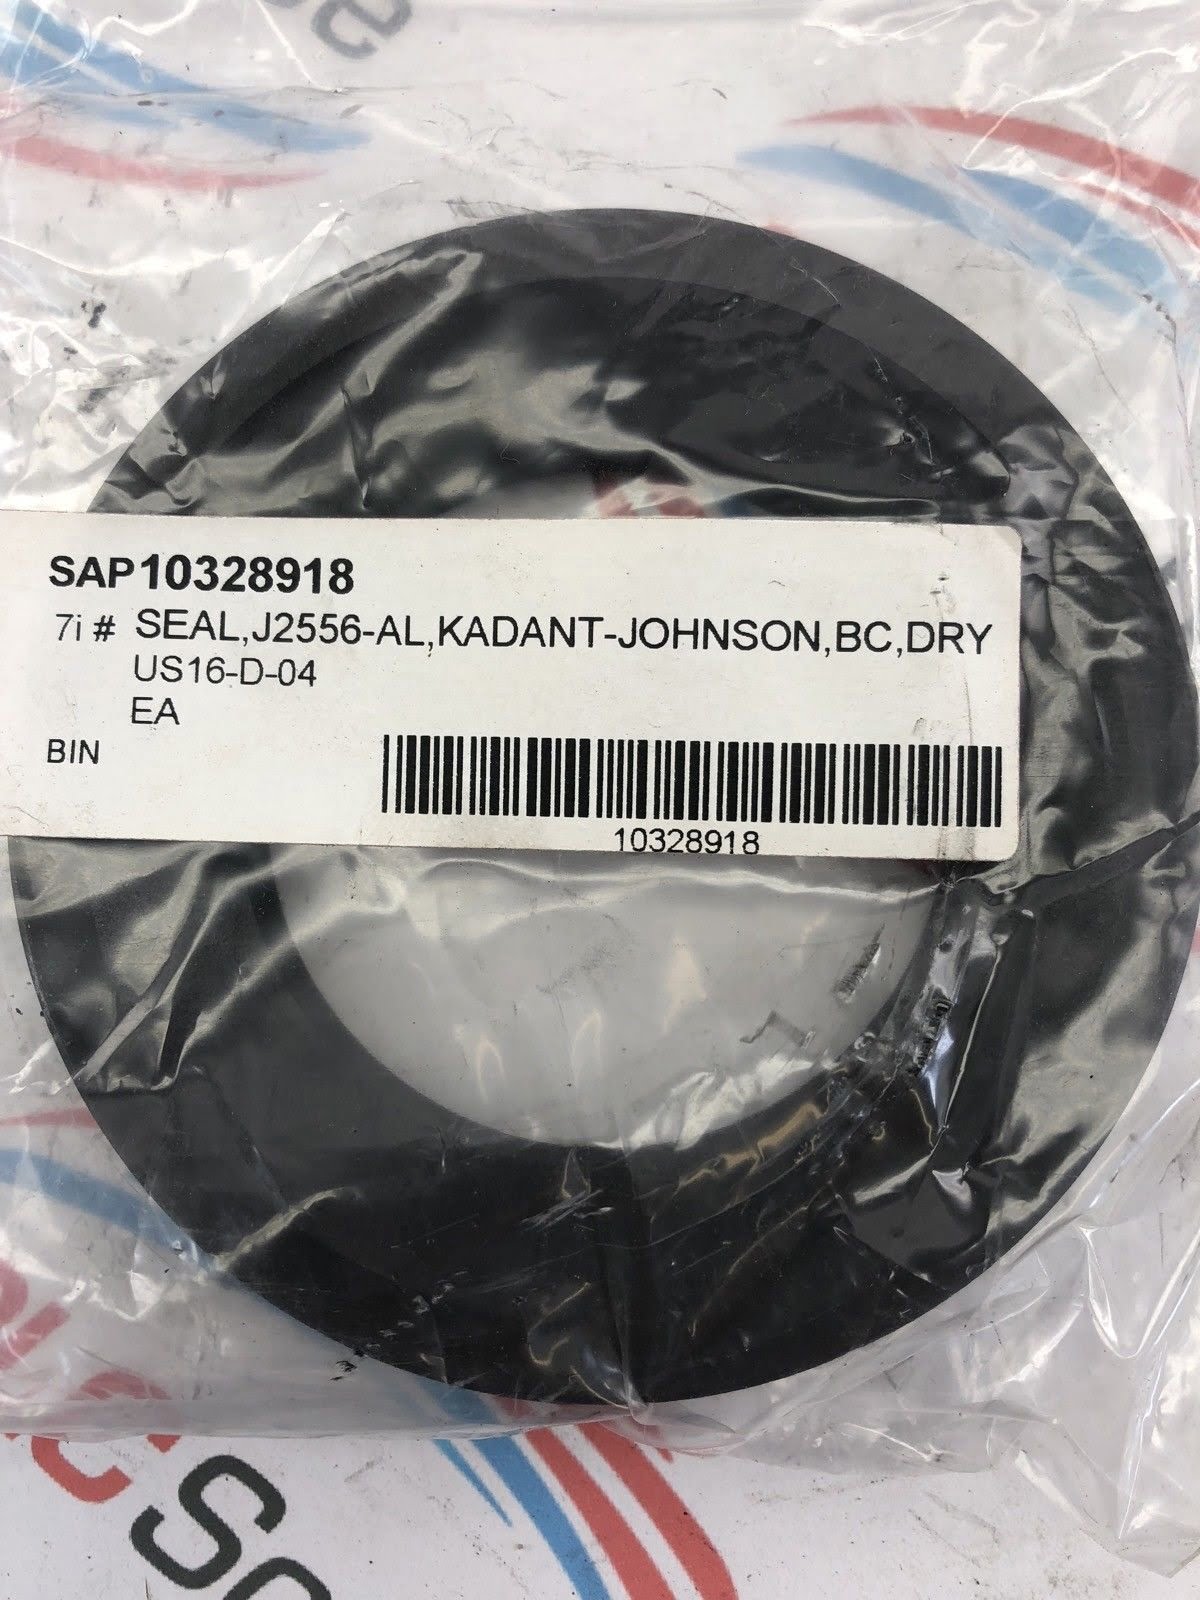 SAP10328918
7i # SEAL,J2556-AL,KADANT-JOHNSON,BC,DRY
US16-D-04
EA
BIN
10328918